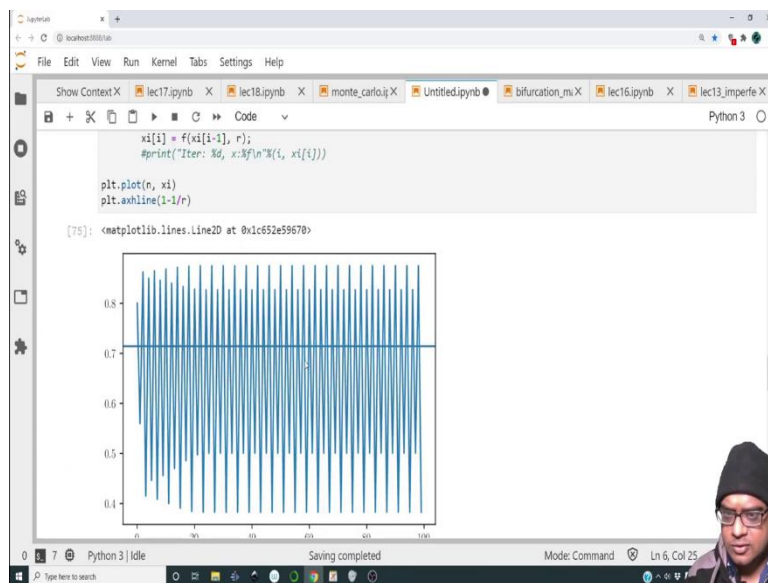 JupyterLab
localhost:8888/lab
File Edit View Run Kernel Tabs Settings Help
Show Context lec17.ipynb lec18.ipynb monte_carlo.ip Untitled.ipynb bifurcation_m lec16.ipynb lec13_imperfe
Code Python 3
xi[i] = f(xi[i-1], r);
#print("Iter: %d, x:%f\n"%(i, xi[i]))
plt.plot(n, xi)
plt.axhline(1-1/r)
[75]: <matplotlib.lines.Line2D at 0x1c652e59670>
0.8
0.7
0.6
0.5
0.4
0 7 Python 3 | Idle Saving completed Mode: Command Ln 6, Col 25
Type here to search